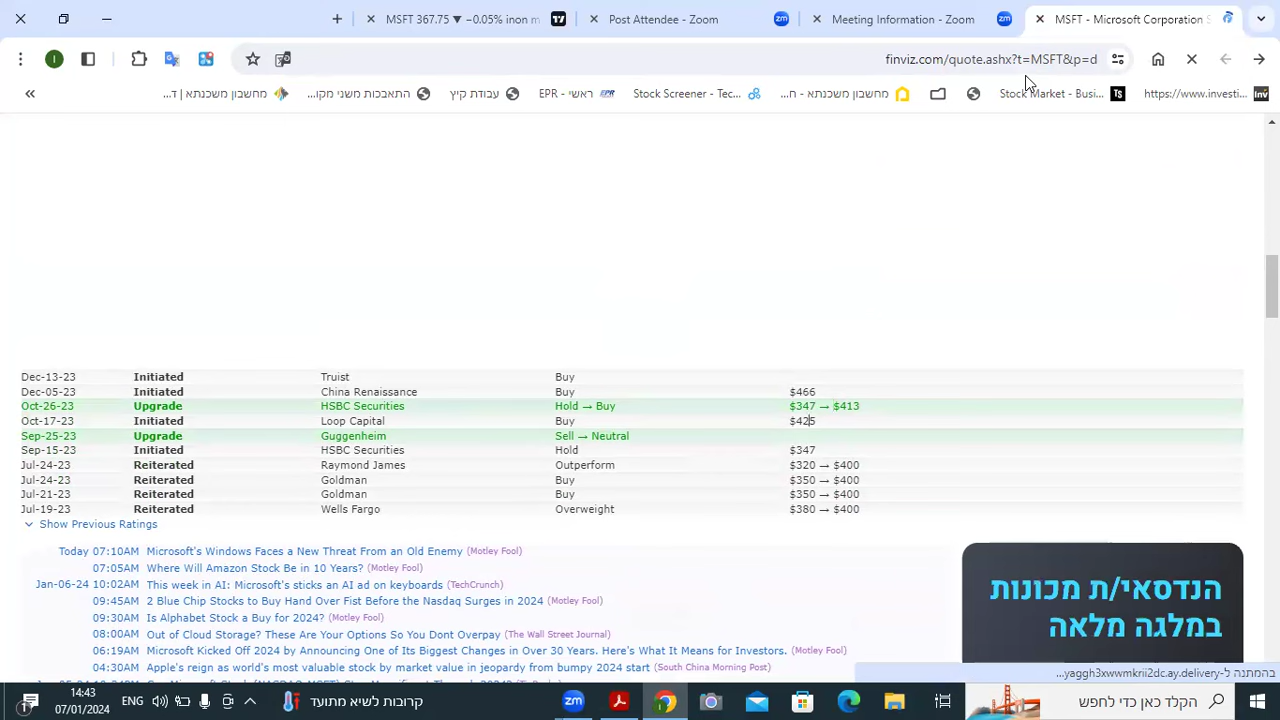 MSFT 367.75 ▼ −0.05% inon m
Post Attendee - Zoom
Meeting Information - Zoom
MSFT - Microsoft Corporation S
finviz.com/quote.ashx?t=MSFT&p=d
מחשבון משכנתא | ד...
התאבכות משני מקו...
עבודת קיץ
ראשי - EPR
Stock Screener - Tec...
מחשבון משכנתא - ח...
Stock Market - Busi...
https://www.investi...
Dec-13-23 Initiated Truist Buy
Dec-05-23 Initiated China Renaissance Buy $466
Oct-26-23 Upgrade HSBC Securities Hold → Buy $347 → $413
Oct-17-23 Initiated Loop Capital Buy $425
Sep-25-23 Upgrade Guggenheim Sell → Neutral
Sep-15-23 Initiated HSBC Securities Hold $347
Jul-24-23 Reiterated Raymond James Outperform $320 → $400
Jul-24-23 Reiterated Goldman Buy $350 → $400
Jul-21-23 Reiterated Goldman Buy $350 → $400
Jul-19-23 Reiterated Wells Fargo Overweight $380 → $400
Show Previous Ratings
Today 07:10AM Microsoft's Windows Faces a New Threat From an Old Enemy (Motley Fool)
07:05AM Where Will Amazon Stock Be in 10 Years? (Motley Fool)
Jan-06-24 10:02AM This week in AI: Microsoft's sticks an AI ad on keyboards (TechCrunch)
09:45AM 2 Blue Chip Stocks to Buy Hand Over Fist Before the Nasdaq Surges in 2024 (Motley Fool)
09:30AM Is Alphabet Stock a Buy for 2024? (Motley Fool)
08:00AM Out of Cloud Storage? These Are Your Options So You Dont Overpay (The Wall Street Journal)
06:19AM Microsoft Kicked Off 2024 by Announcing One of Its Biggest Changes in Over 30 Years. Here's What It Means for Investors. (Motley Fool)
04:30AM Apple's reign as world's most valuable stock by market value in jeopardy from bumpy 2024 start (South China Morning Post)
הנדסאי/ת מכונות
במלגה מלאה
בהמתנה ל-yaggh3xwwmkrii2dc.ay.delivery...
14:43
07/01/2024
ENG
קרובות לשיא מתועד
הקלד כאן כדי לחפש